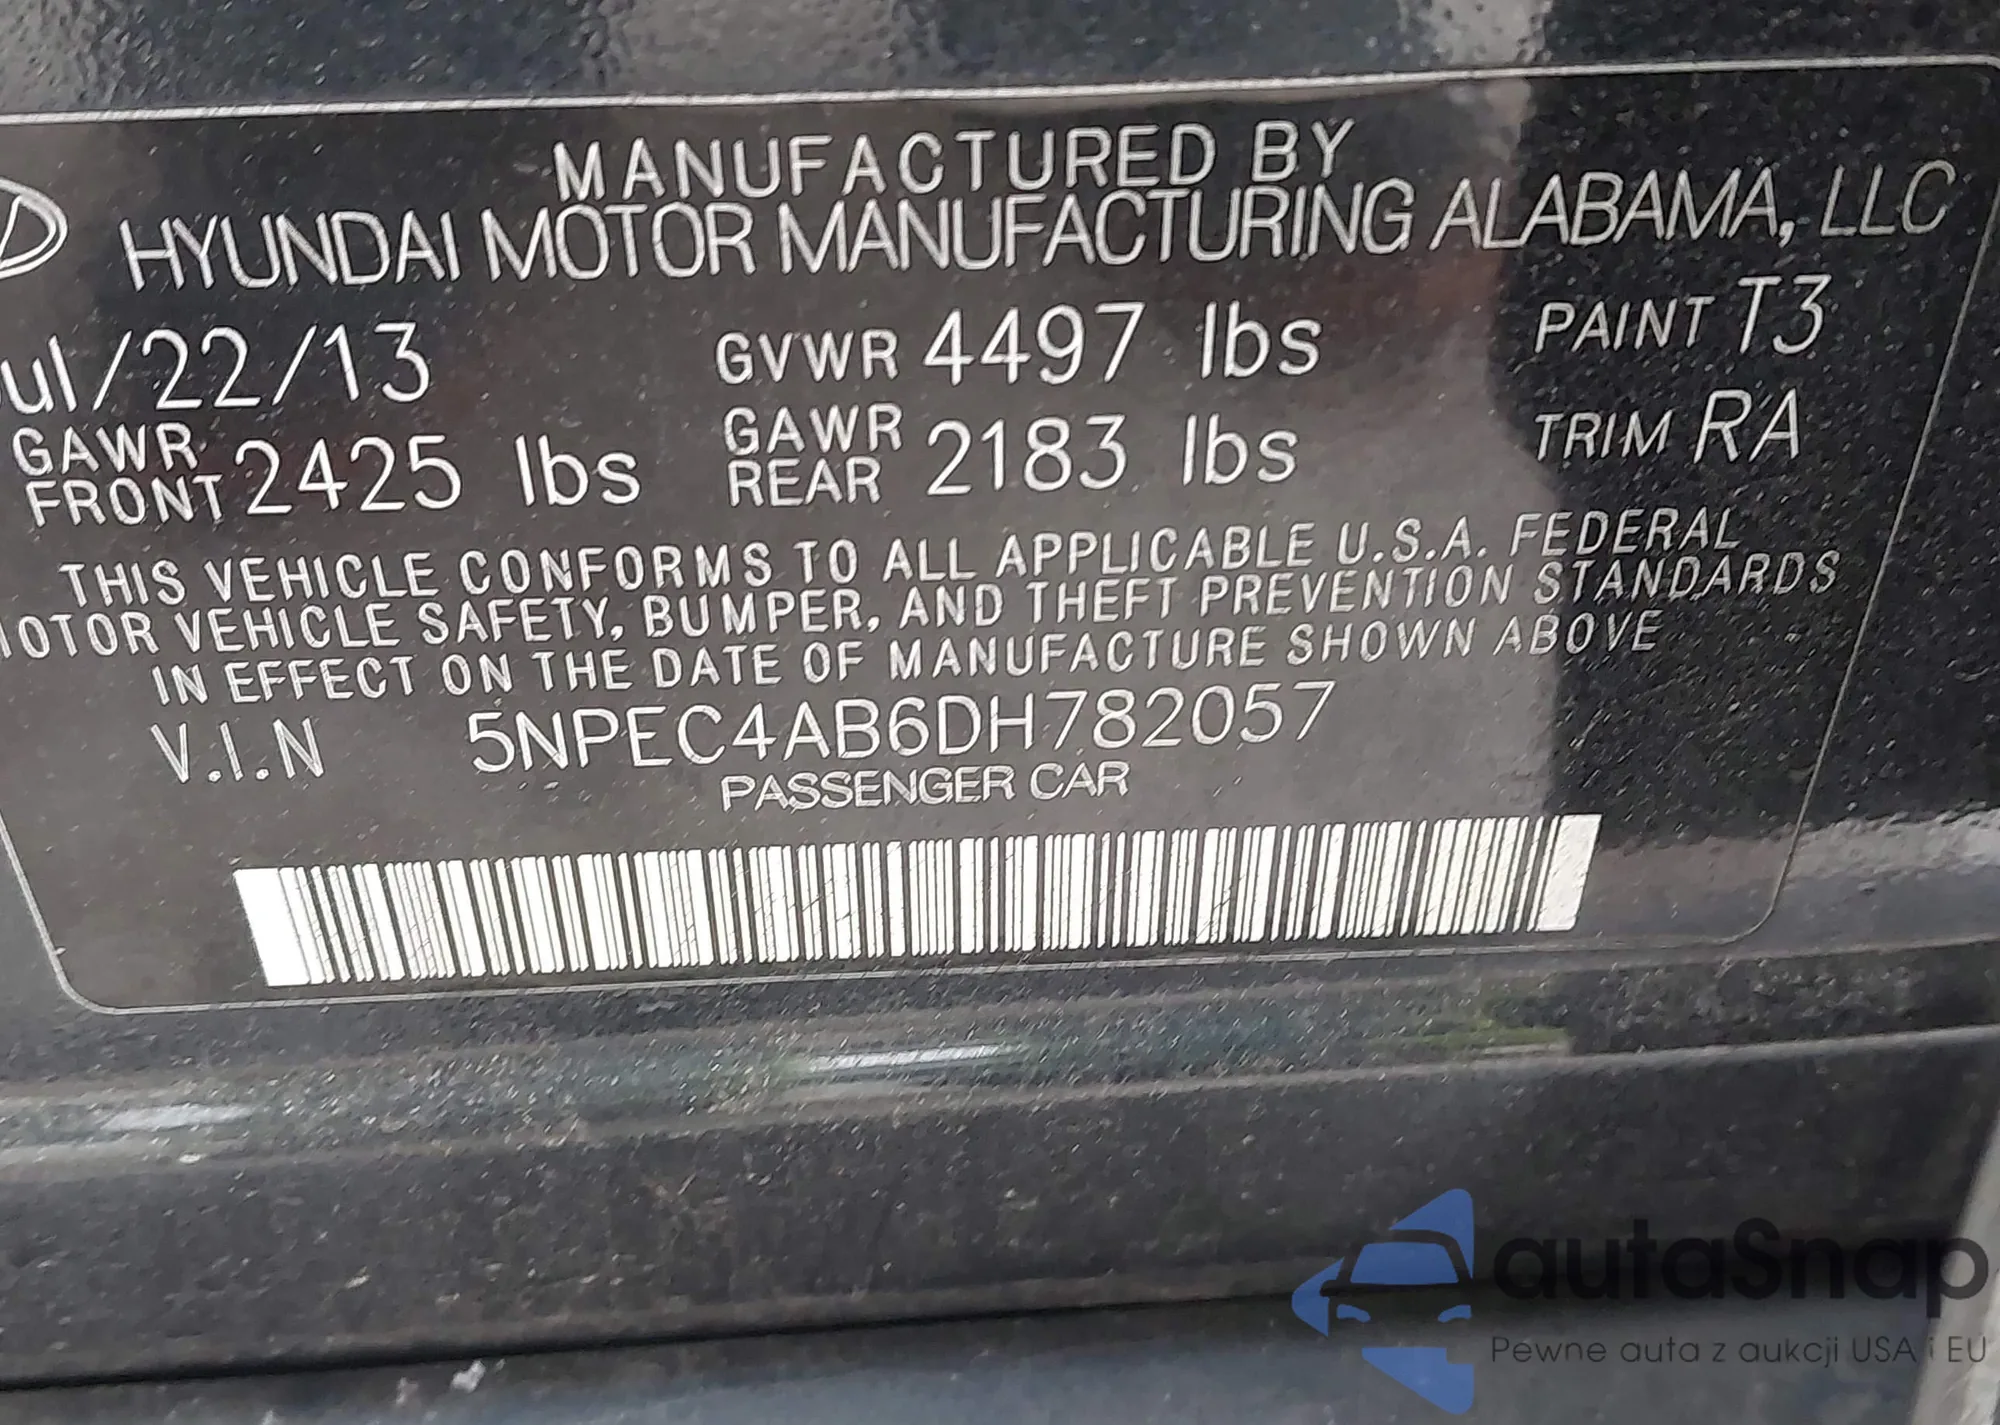 MANUFACTURED BY
HYUNDAI MOTOR MANUFACTURING ALABAMA, LLC
ul/22/13 GVWR 4497 lbs PAINT T3
GAWR FRONT 2425 lbs GAWR REAR 2183 lbs TRIM RA
THIS VEHICLE CONFORMS TO ALL APPLICABLE U.S.A. FEDERAL
OTOR VEHICLE SAFETY, BUMPER, AND THEFT PREVENTION STANDARDS
IN EFFECT ON THE DATE OF MANUFACTURE SHOWN ABOVE
V.I.N 5NPEC4AB6DH782057
PASSENGER CAR
autaSnap
Pewne auta z aukcji USA i EU